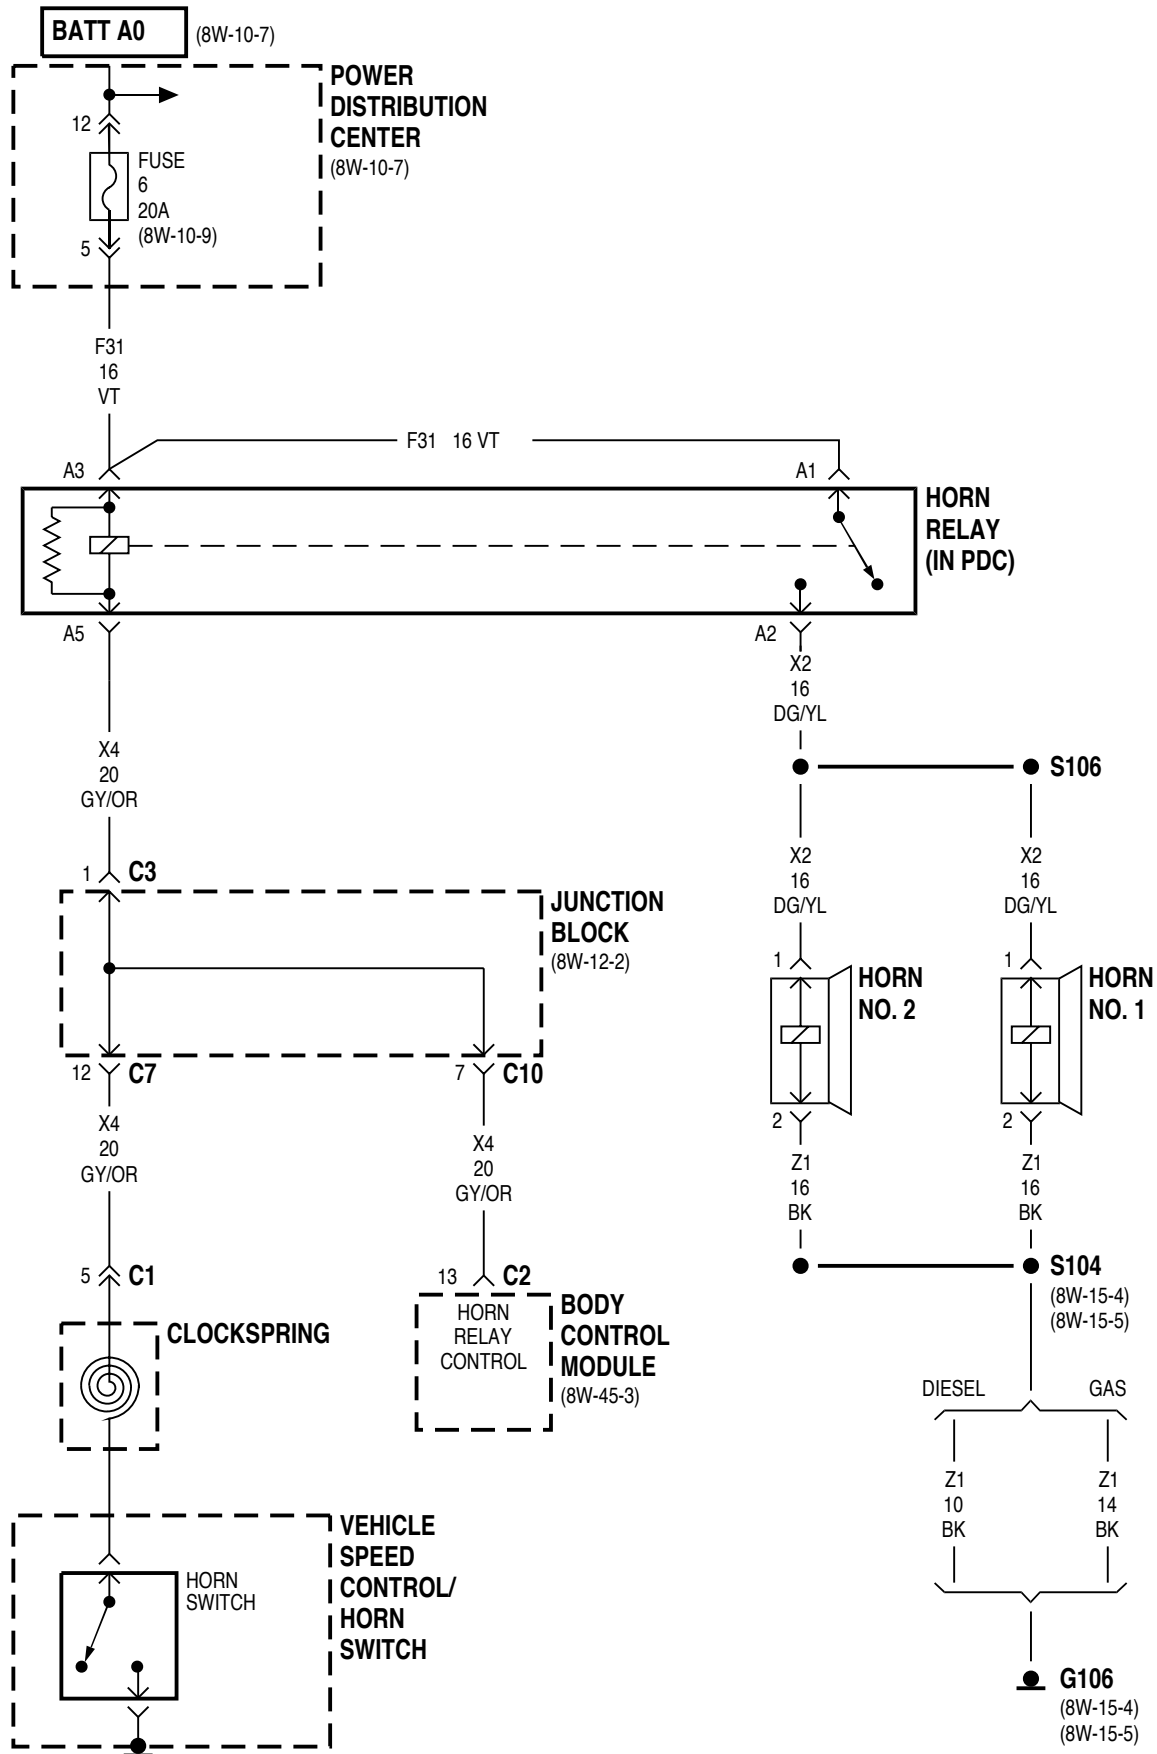 BATT A0
(8W-10-7)
POWER
DISTRIBUTION
CENTER
(8W-10-7)
12
FUSE
6
20A
(8W-10-9)
5
F31
16
VT
F31 16 VT
A3
A1
HORN
RELAY
(IN PDC)
A5
A2
X2
16
DG/YL
X4
20
GY/OR
S106
X2
16
DG/YL
X2
16
DG/YL
1
C3
JUNCTION
BLOCK
(8W-12-2)
1
HORN
NO. 2
1
HORN
NO. 1
12
C7
7
C10
2
2
X4
20
GY/OR
X4
20
GY/OR
Z1
16
BK
Z1
16
BK
5
C1
13
C2
S104
(8W-15-4)
(8W-15-5)
CLOCKSPRING
HORN
RELAY
CONTROL
BODY
CONTROL
MODULE
(8W-45-3)
DIESEL
GAS
Z1
10
BK
Z1
14
BK
VEHICLE
SPEED
CONTROL/
HORN
SWITCH
HORN
SWITCH
G106
(8W-15-4)
(8W-15-5)